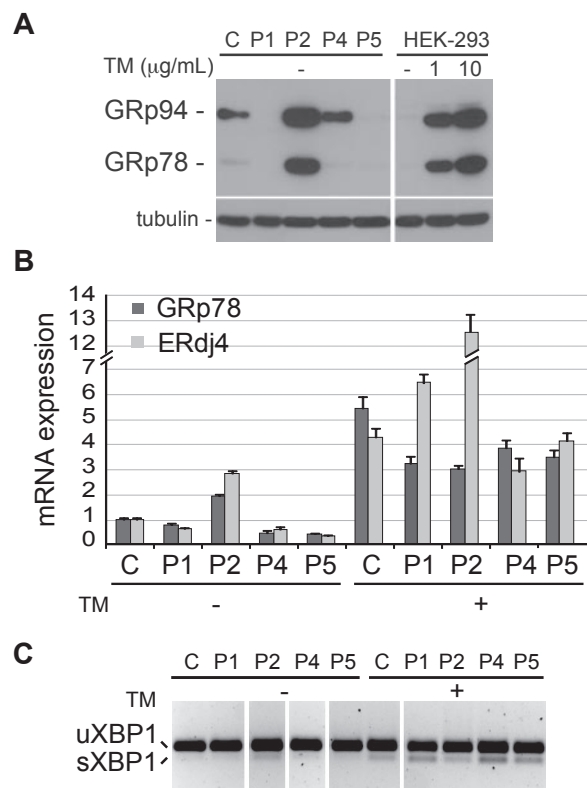 A
C P1 P2 P4 P5 HEK-293
TM (μg/mL) - - 1 10
GRp94 -
GRp78 -
tubulin -
B
mRNA expression
14
13
12
7
6
5
4
3
2
1
0
GRp78
ERdj4
C P1 P2 P4 P5 C P1 P2 P4 P5
TM - +
C
C P1 P2 P4 P5 C P1 P2 P4 P5
TM - +
uXBP1
sXBP1